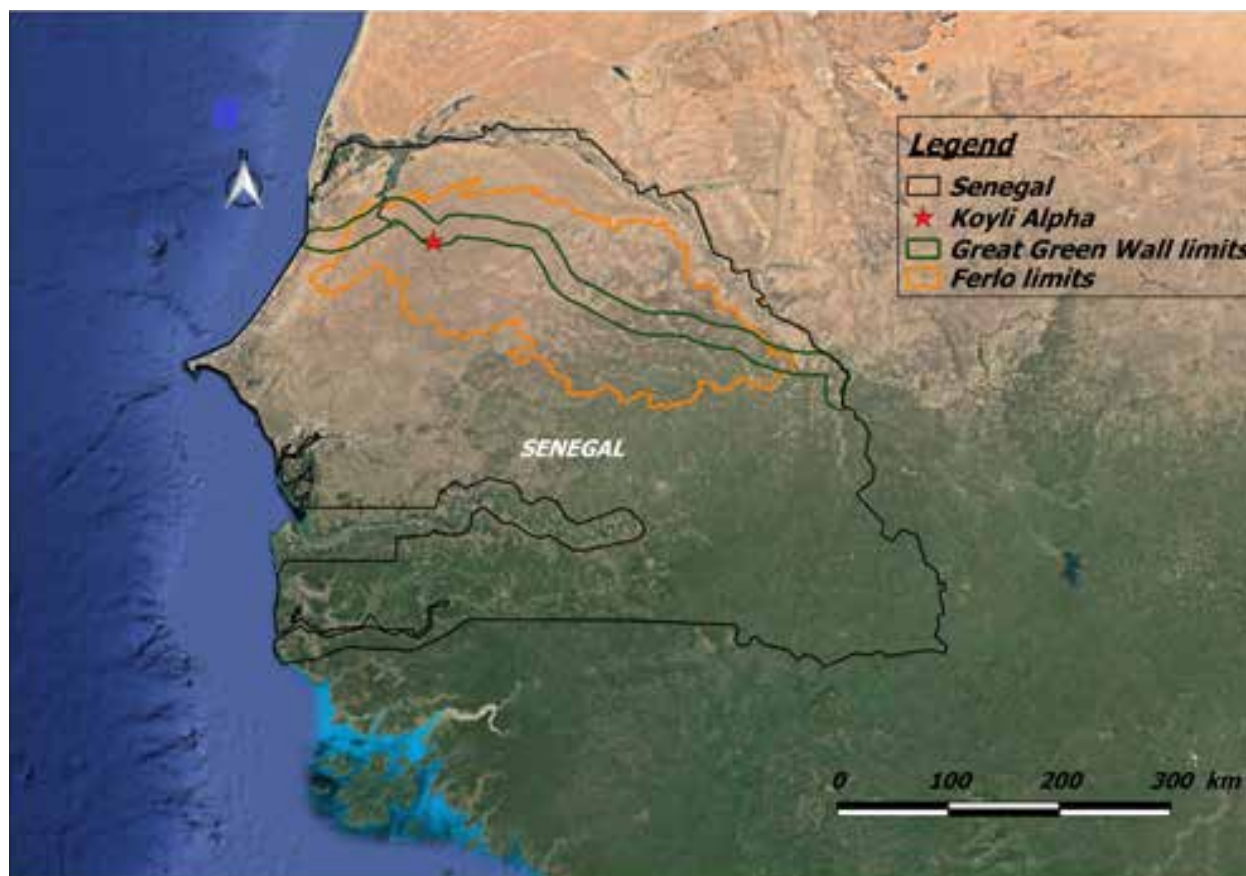 N
Legend
Senegal
Koyli Alpha
Great Green Wall limits
Ferlo limits
SENEGAL
0 100 200 300 km